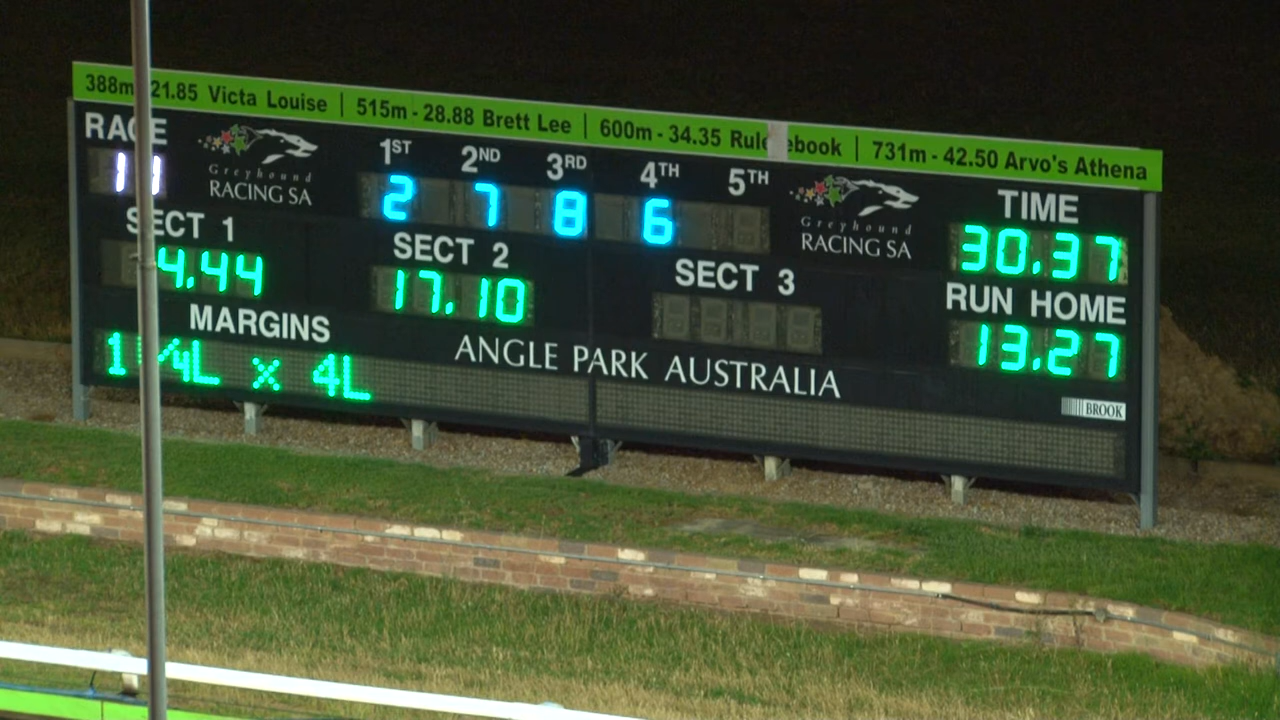 388m 21.85 Victa Louise | 515m - 28.88 Brett Lee | 600m - 34.35 Rulebook | 731m - 42.50 Arvo's Athena
RACE
11
Greyhound
RACING SA
1ST 2ND 3RD 4TH 5TH
2 7 8 6
Greyhound
RACING SA
TIME
30.37
SECT 1
4.44
SECT 2
17.10
SECT 3
RUN HOME
13.27
MARGINS
1 1/4L x 4L
ANGLE PARK AUSTRALIA
BROOK